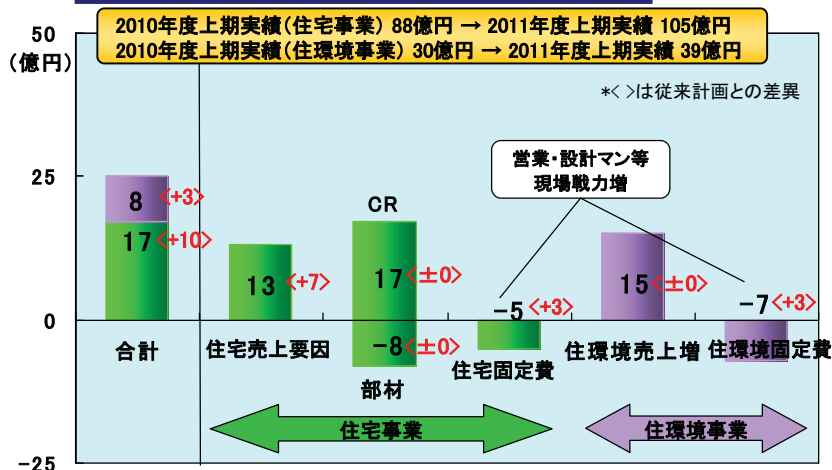 2010年度上期実績(住宅事業) 88億円 → 2011年度上期実績 105億円
2010年度上期実績(住環境事業) 30億円 → 2011年度上期実績 39億円
50
(億円)
*< >は従来計画との差異
営業・設計マン等
現場戦力増
25
8 <+3>
17 <+10>
13 <+7>
CR
17 <±0>
-8 <±0>
部材
-5 <+3>
15 <±0>
-7 <+3>
0
合計
住宅売上要因
住宅固定費
住環境売上増
住環境固定費
住宅事業
住環境事業
-25